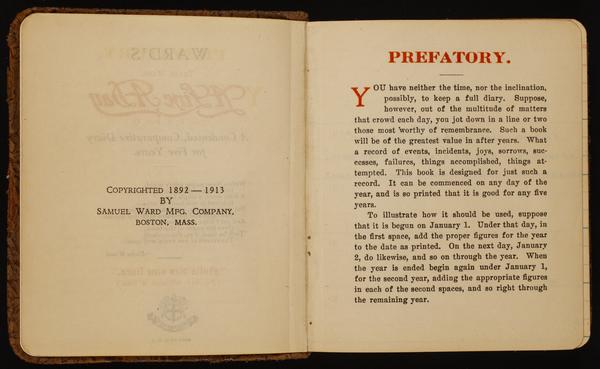 COPYRIGHTED 1892—1913
BY
SAMUEL WARD MFG. COMPANY,
BOSTON, MASS.
PREFATORY.
YOU have neither the time, nor the inclination,
possibly, to keep a full diary. Suppose,
however, out of the multitude of matters
that crowd each day, you jot down in a line or two
those most worthy of remembrance. Such a book
will be of the greatest value in after years. What
a record of events, incidents, joys, sorrows, suc-
cesses, failures, things accomplished, things at-
tempted. This book is designed for just such a
record. It can be commenced on any day of the
year, and is so printed that it is good for any five
years.
To illustrate how it should be used, suppose
that it is begun on January 1. Under that day, in
the first space, add the proper figures for the year
to the date as printed. On the next day, January
2, do likewise, and so on through the year. When
the year is ended begin again under January 1,
for the second year, adding the appropriate figures
in each of the second spaces, and so right through
the remaining year.